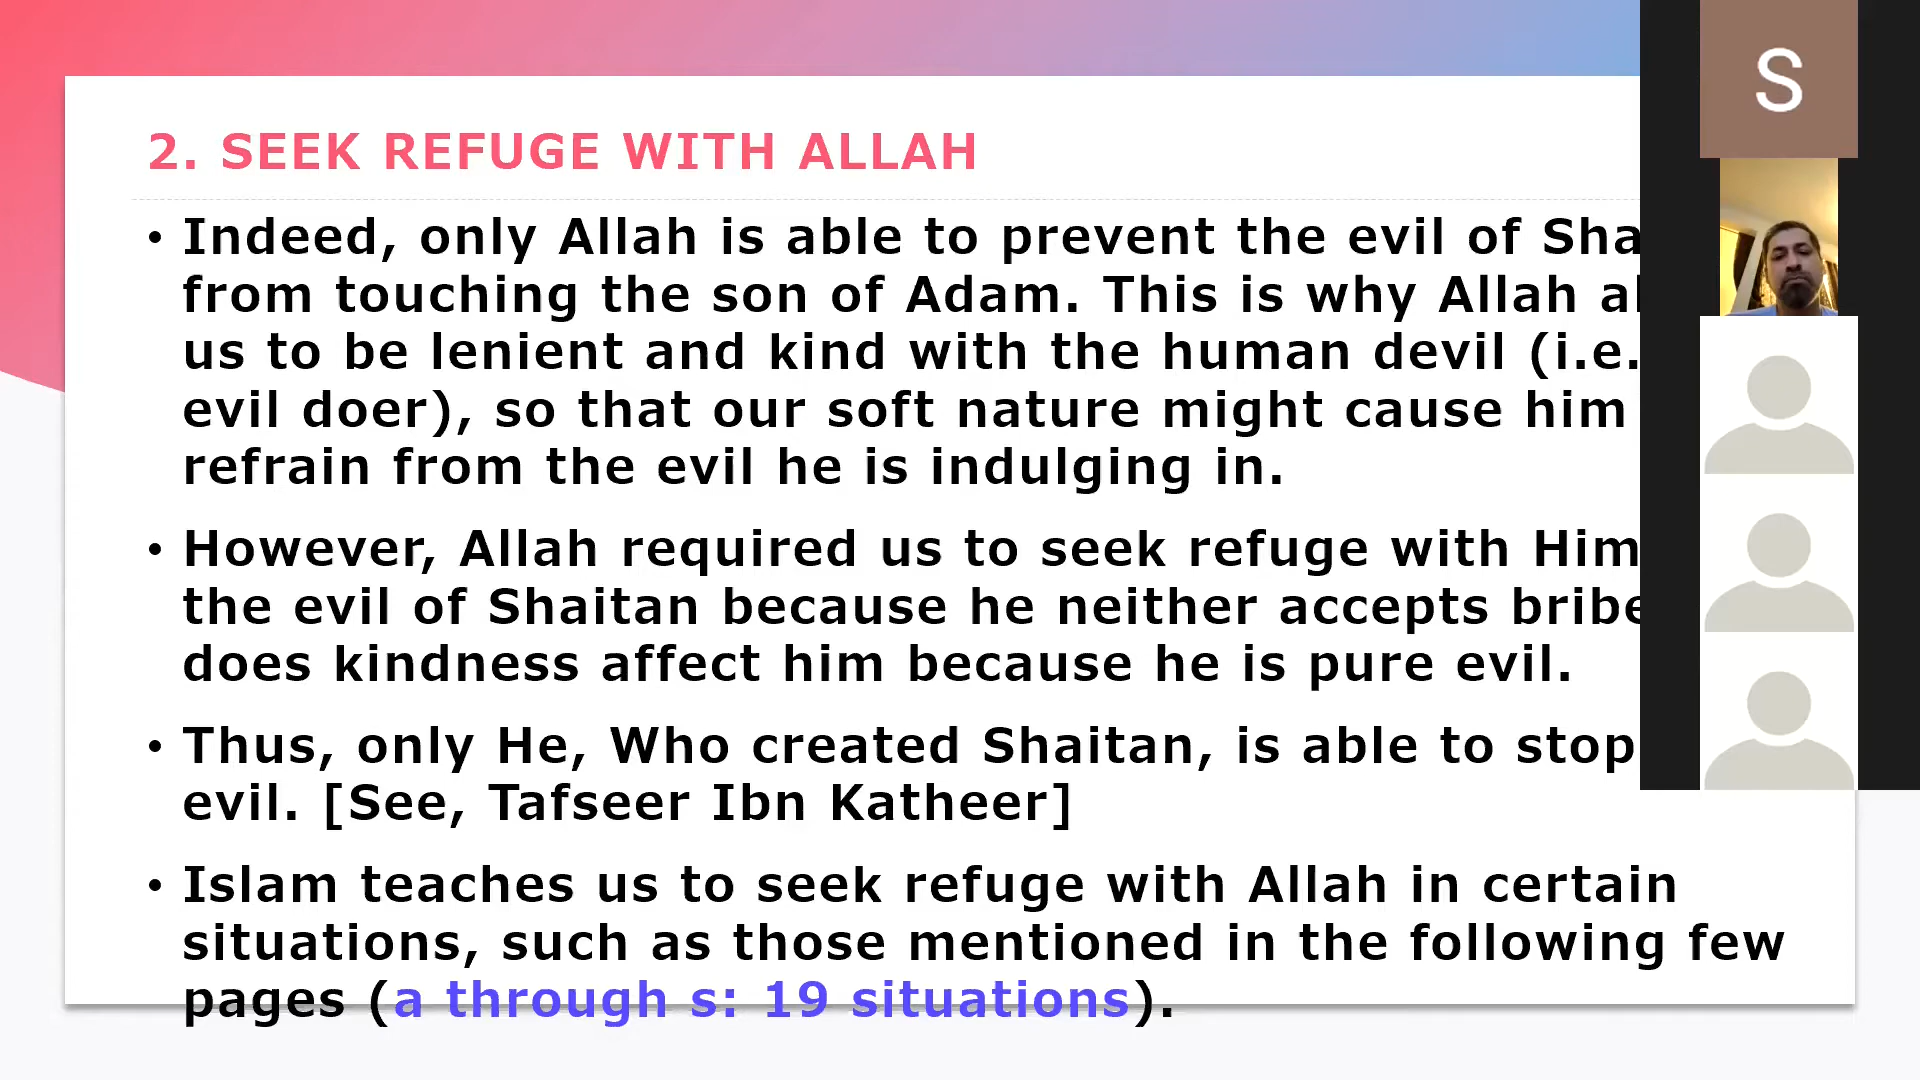 2. SEEK REFUGE WITH ALLAH
• Indeed, only Allah is able to prevent the evil of
from touching the son of Adam. This is why Allah
us to be lenient and kind with the human devil (i.e.
evil doer), so that our soft nature might cause him
refrain from the evil he is indulging in.
• However, Allah required us to seek refuge with Him
the evil of Shaitan because he neither accepts
does kindness affect him because he is pure evil.
• Thus, only He, Who created Shaitan, is able to stop
evil. [See, Tafseer Ibn Katheer]
• Islam teaches us to seek refuge with Allah in certain
situations, such as those mentioned in the following few
pages (a through s: 19 situations).
S